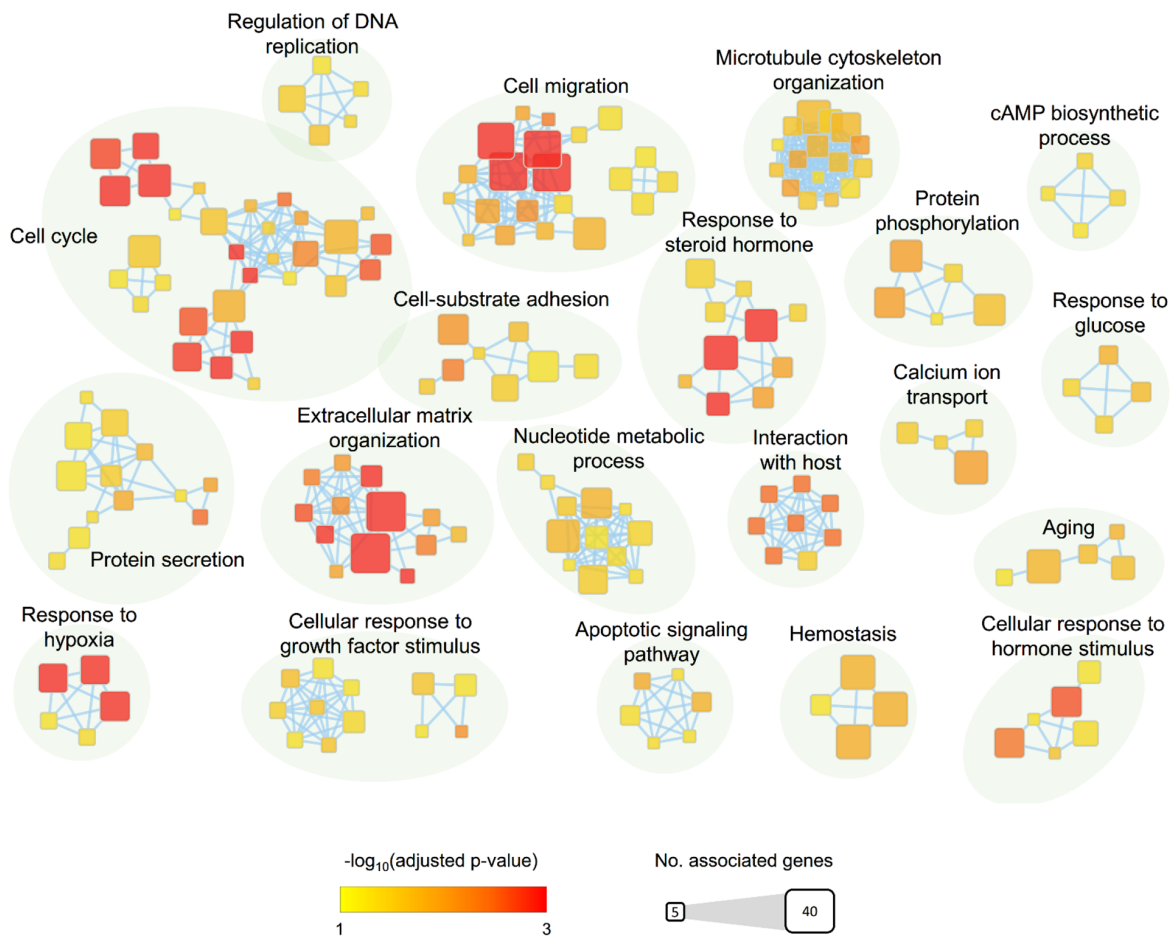 Regulation of DNA
replication
Cell migration
Microtubule cytoskeleton
organization
cAMP biosynthetic
process
Cell cycle
Response to
steroid hormone
Protein
phosphorylation
Cell-substrate adhesion
Response to
glucose
Calcium ion
transport
Extracellular matrix
organization
Nucleotide metabolic
process
Interaction
with host
Protein secretion
Aging
Response to
hypoxia
Cellular response to
growth factor stimulus
Apoptotic signaling
pathway
Hemostasis
Cellular response to
hormone stimulus
-log10(adjusted p-value)
1 3
No. associated genes
5 40